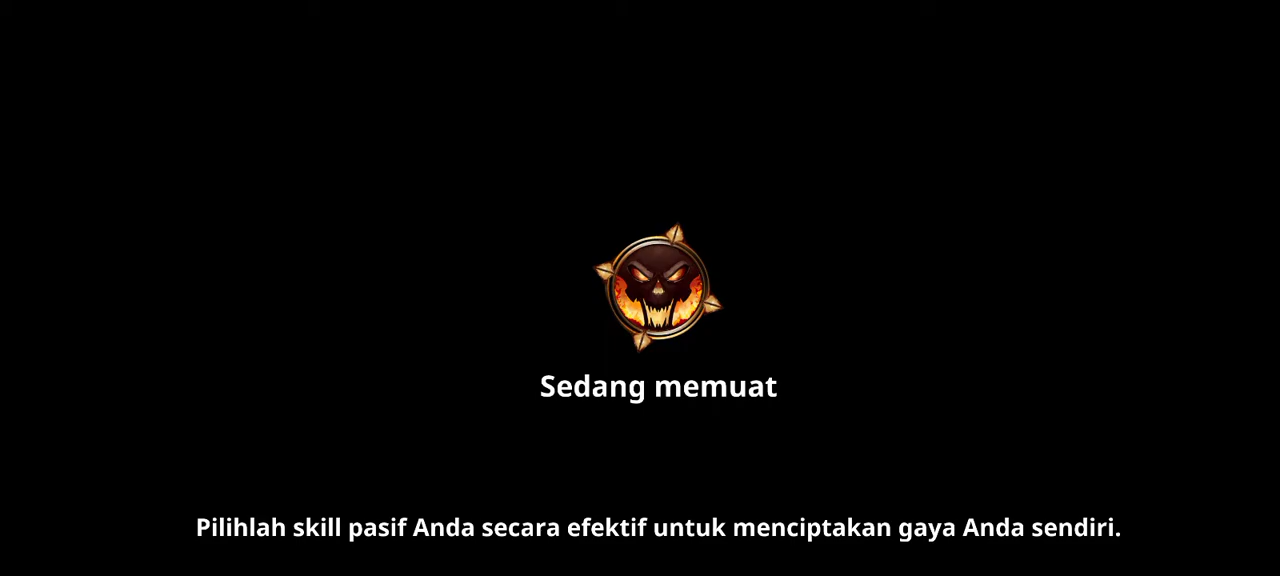 Sedang memuat
Pilihlah skill pasif Anda secara efektif untuk menciptakan gaya Anda sendiri.